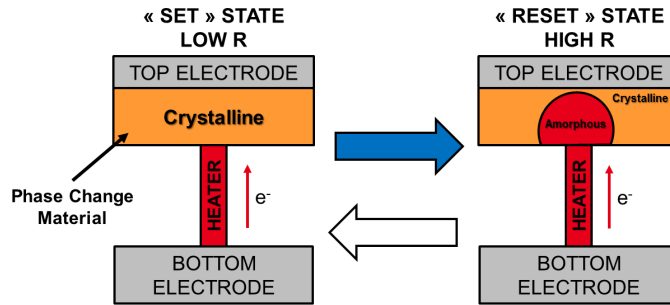 « SET » STATE
LOW R
TOP ELECTRODE
Crystalline
Phase Change
Material
HEATER
e-
BOTTOM
ELECTRODE
« RESET » STATE
HIGH R
TOP ELECTRODE
Crystalline
Amorphous
HEATER
e-
BOTTOM
ELECTRODE